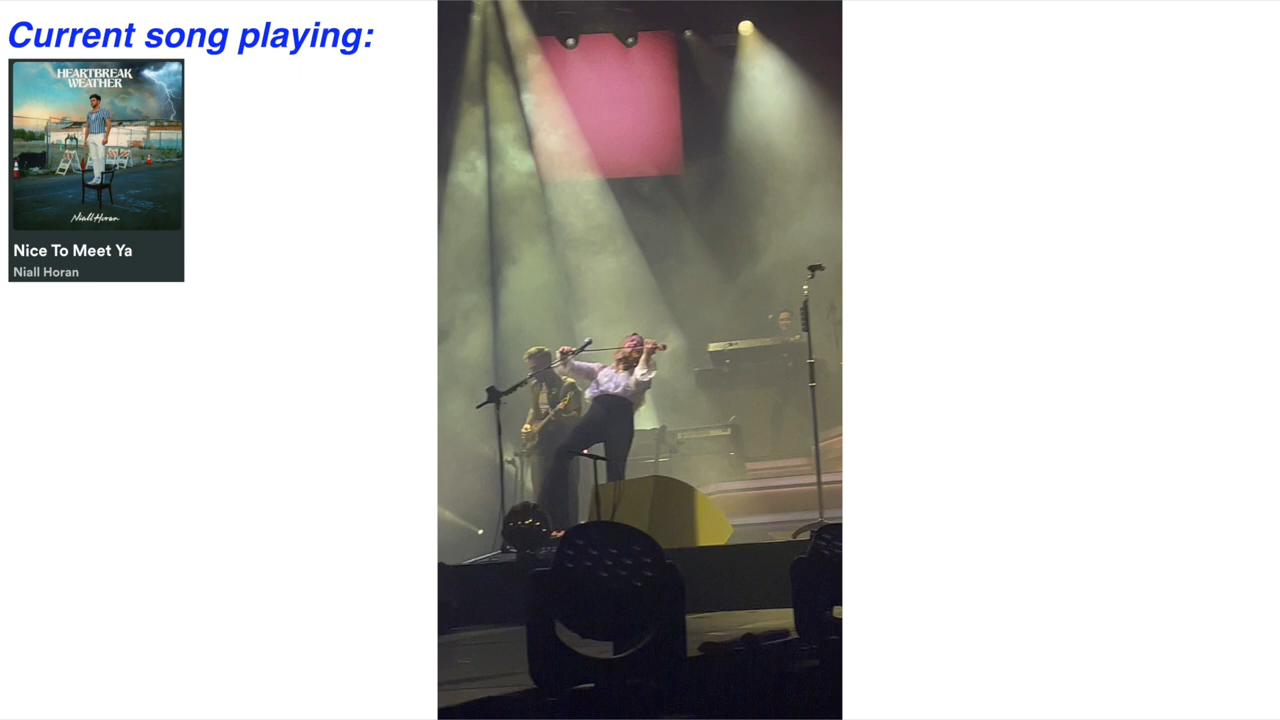 Current song playing:
HEARTBREAK
WEATHER
Niall Horan
Nice To Meet Ya
Niall Horan